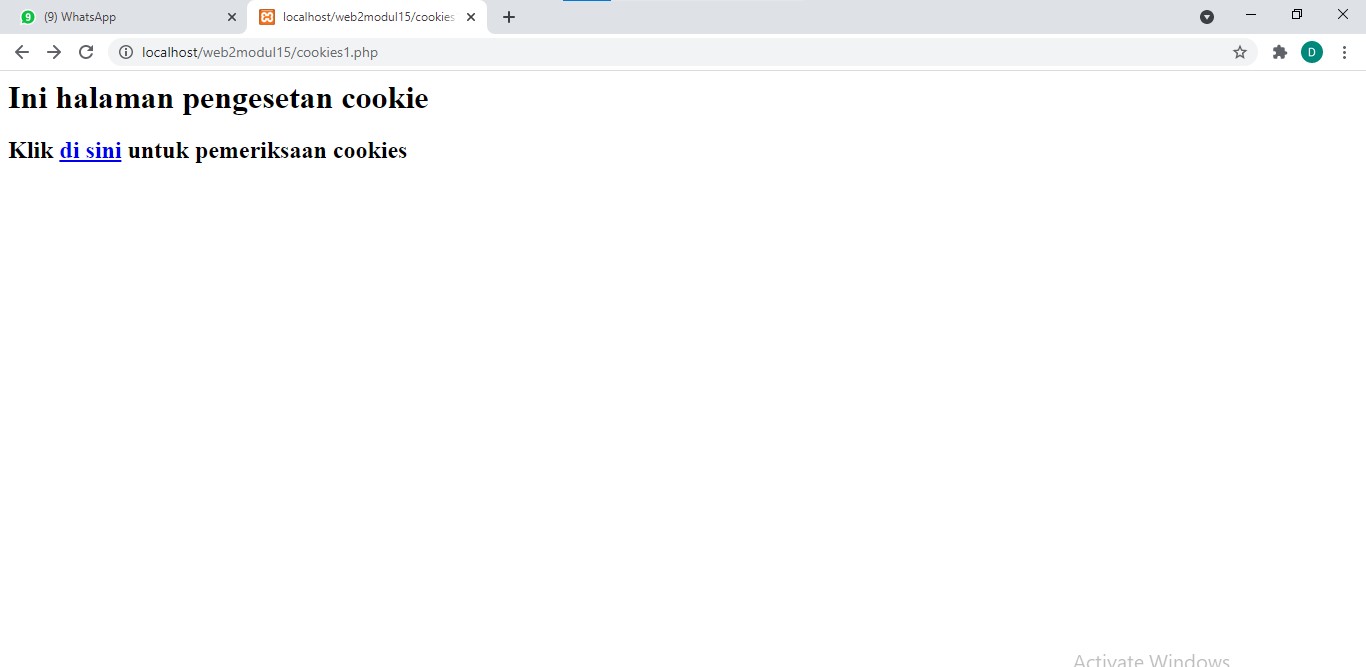 9 (9) WhatsApp
localhost/web2modul15/cookies
localhost/web2modul15/cookies1.php
D
Ini halaman pengesetan cookie
Klik di sini untuk pemeriksaan cookies
Activate Windows